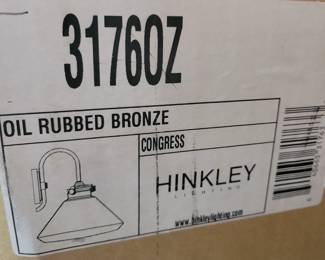 31760Z
OIL RUBBED BRONZE
CONGRESS
HINKLEY
LIGHTING
www.hinkleylighting.com